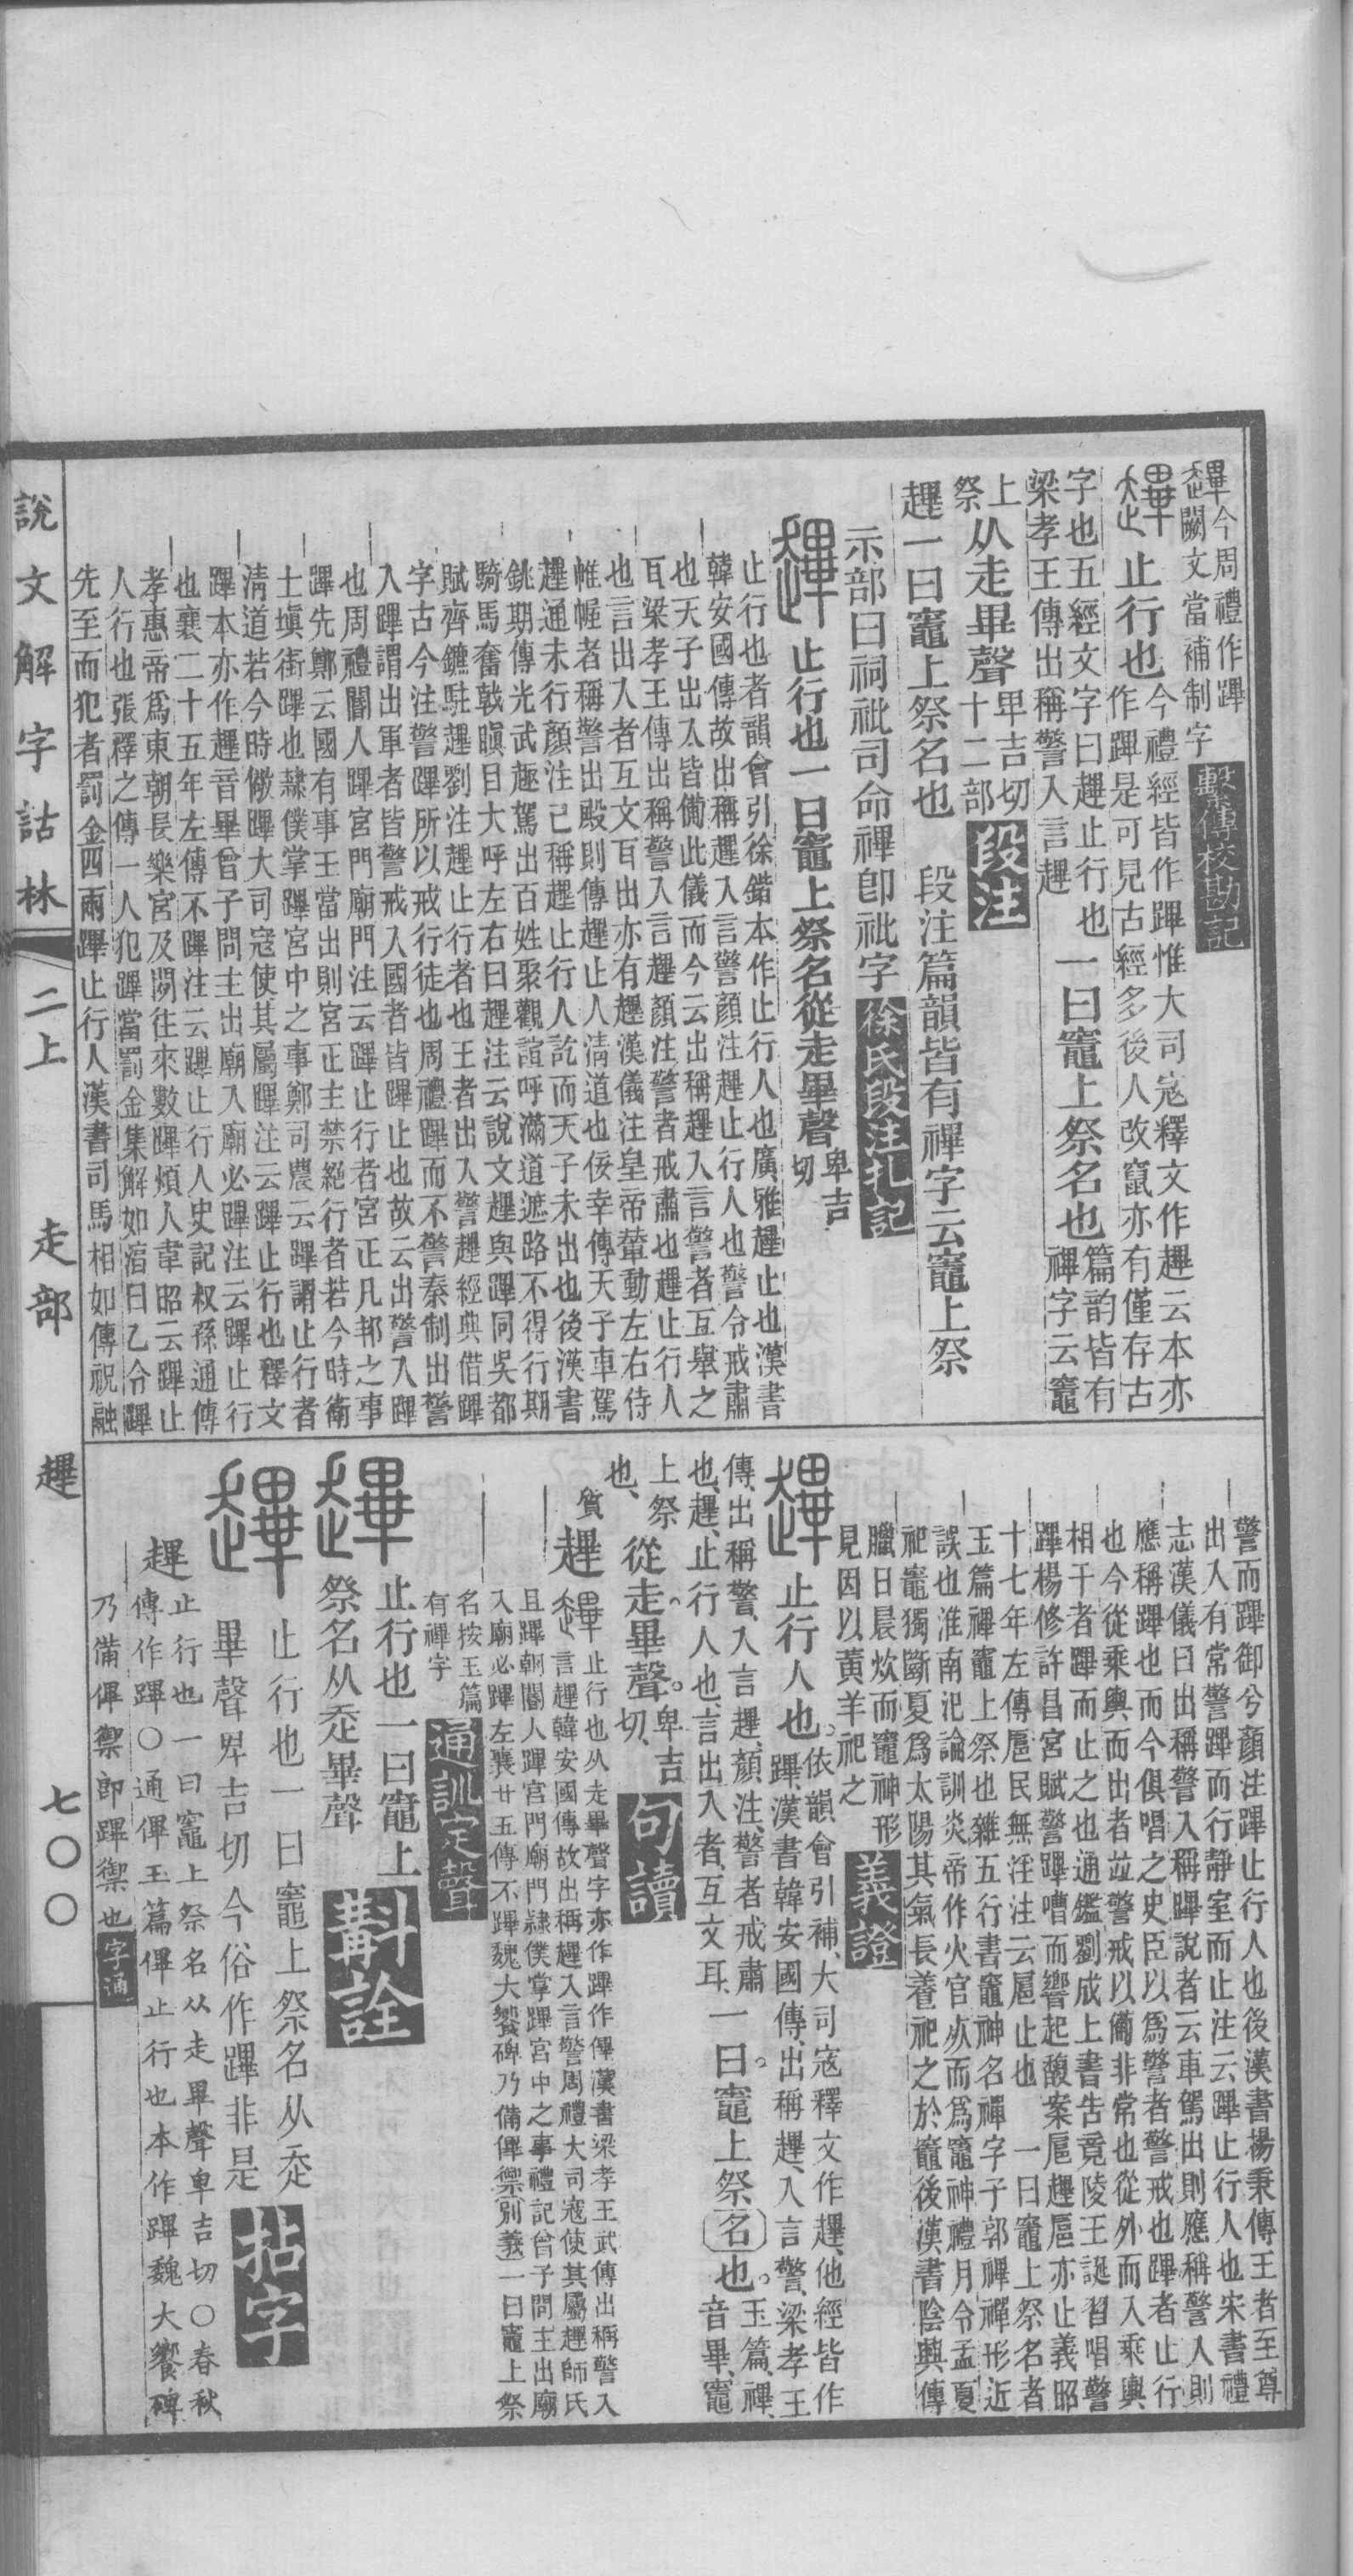 趕今周禮作蹕
闕文當補制字
繫傳校勘記
止行也
今禮經皆作蹕惟大司寇釋文作趩云本亦
作蹕是可見古經多後人改竄亦有僅存古
字也五經文字曰趩止行也
梁孝王傳出稱警入言趩
一曰竈上祭名也
篇韵皆有
禪字云竈
上
祭
从走畢聲
卑吉切
十二部
段注
趩一曰竈上祭名也 段注篇韻皆有禪字云竈上祭
示部曰祠祉司命禪卽祉字
徐氏段注札記
止行也一曰竈上祭名從走畢聲
卑吉
切
止行也者韻會引徐鍇本作止行人也廣雅趩止也漢書
韓安國傳故出稱趩入言警顏注趩止行人也警令戒肅
也天子出入皆備此儀而今云出稱趩入言警者互舉之
耳梁孝王傳出稱警入言趩顏注警者戒肅也趩止行人
也言出入者互文耳出亦有趩漢儀注皇帝輦動左右侍
帷幄者稱警出殿則傳趩止人淸道也佞幸傳天子車駕
趩通未行顏注已稱趩止行人訖而天子未出也後漢書
銚期傳光武趣駕出百姓聚觀諠呼滿道遮路不得行期
騎馬奮戟瞋目大呼左右曰趩注云說文趩與蹕同吳都
賦齊鑣駐趩劉注趩止行者也王者出入警趩經典借蹕
字古今注警蹕所以戒行徒也周禮蹕而不警秦制出警
入蹕謂出軍者皆警戒入國者皆蹕止也故云出警入蹕
也周禮閽人蹕宮門廟門注云蹕止行者宮正凡邦之事
蹕先鄭云國有事王當出則宮正主禁絕行者若今時衞
士塡街蹕也隸僕掌蹕宮中之事鄭司農云蹕謂止行者
淸道若今時儆蹕大司寇使其屬蹕注云蹕止行也釋文
蹕本亦作趩音畢曾子問主出廟入廟必蹕注云蹕止行
也襄二十五年左傳不蹕注云蹕止行人史記叔孫通傳
孝惠帝爲東朝長樂宮及閒往來數蹕煩人韋昭云蹕止
人行也張釋之傳一人犯蹕當罰金集解如淳曰乙令蹕
先至而犯者罰金四兩蹕止行人漢書司馬相如傳祝融
警而蹕御兮顏注蹕止行人也後漢書楊秉傳王者至尊
出入有常警蹕而行靜室而止注云蹕止行人也宋書禮
志漢儀曰出稱警入稱蹕說者云車駕出則應稱警入則
應稱蹕也而今俱唱之史臣以爲警者警戒也蹕者止行
也今從乘輿而出者竝警戒以備非常也從外而入乘輿
相干者蹕而止之也通鑑劉成上書告竟陵王誕習唱警
蹕楊修許昌宮賦警蹕嘈而響起馥案扈趩扈亦止義昭
十七年左傳扈民無淫注云扈止也 一曰竈上祭名者
玉篇禪竈上祭也雜五行書竈神名禪字子郭禪禪形近
誤也淮南氾論訓炎帝作火官㱾而爲竈神禮月令孟夏
祀竈獨斷夏爲太陽其氣長養祀之於竈後漢書陰興傳
臘日晨炊而竈神形
見因以黃羊祀之
義證
止行人也。
依韻會引補、大司寇釋文作趩、他經皆作
蹕、漢書韓安國傳、出稱趩、入言警、梁孝王
傳、出稱警、入言趩、顏注、警者戒肅
也、趩、止行人也、言出入者、互文耳、
一曰。竈上祭名也。
玉篇、禪、
音畢、竈
上祭
也、
從走。畢聲。
卑吉
切、
句讀
質
趩
止行也从走畢聲字亦作蹕作㒤漢書梁孝王武傳出稱警入
言趩韓安國傳故出稱趩入言警周禮大司寇使其屬趩師氏
且蹕朝閽人蹕宮門廟門隸僕掌蹕宮中之事禮記曾子問主出廟
入廟必蹕左襄廿五傳不蹕魏大饗碑乃備㒤禦別義一曰竈上祭
名按玉篇
有禪字
通訓定聲
止行也一曰竈上
祭名从赱畢聲
斠詮
止行也一曰竈上祭名从赱
畢聲畁吉切今俗作蹕非是
拈字
趩
止行也一曰竈上祭名从走畢聲卑吉切〇春秋
傳作蹕〇通㒤玉篇㒤止行也本作蹕魏大饗碑
乃備㒤禦卽蹕禦也
字通
說文解字詁林
二上
走部
趩
七〇〇